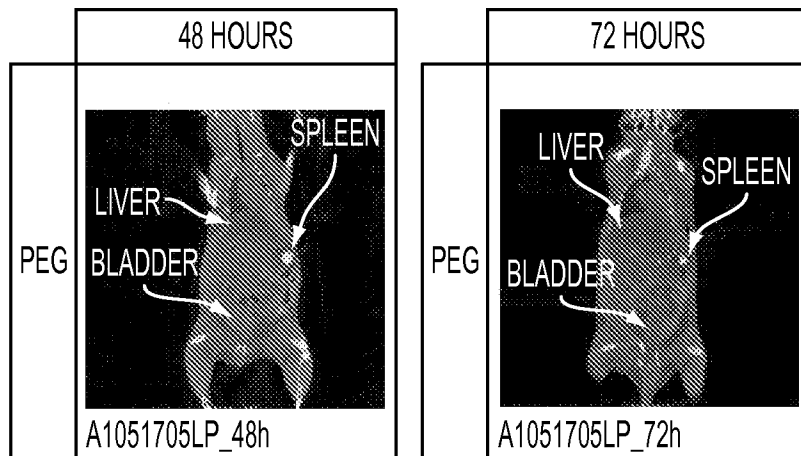 48 HOURS
72 HOURS
PEG
SPLEEN
LIVER
BLADDER
A1051705LP_48h
PEG
LIVER
SPLEEN
BLADDER
A1051705LP_72h